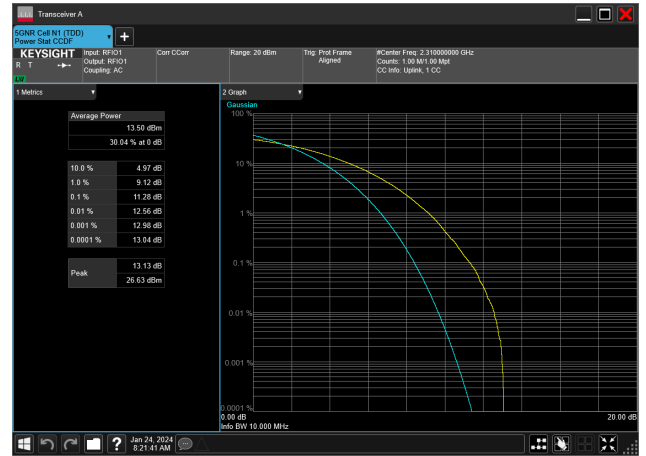 Transceiver A
5GNR Cell N1 (TDD)
Power Stat CCDF
KEYSIGHT
R T
LVI
Input: RFIO1
Output: RFIO1
Coupling: AC
Corr CCorr
Range: 20 dBm
Trig: Prot Frame
Aligned
#Center Freq: 2.310000000 GHz
Counts: 1.00 M/1.00 Mpt
CC Info: Uplink, 1 CC
1 Metrics
Average Power
13.50 dBm
30.04 % at 0 dB
10.0 % 4.97 dB
1.0 % 9.12 dB
0.1 % 11.28 dB
0.01 % 12.56 dB
0.001 % 12.98 dB
0.0001 % 13.04 dB
Peak
13.13 dB
26.63 dBm
2 Graph
Gaussian
100 %
10 %
1 %
0.1 %
0.01 %
0.001 %
0.0001 %
0.00 dB
20.00 dB
Info BW 10.000 MHz
?
Jan 24, 2024
8:21:41 AM